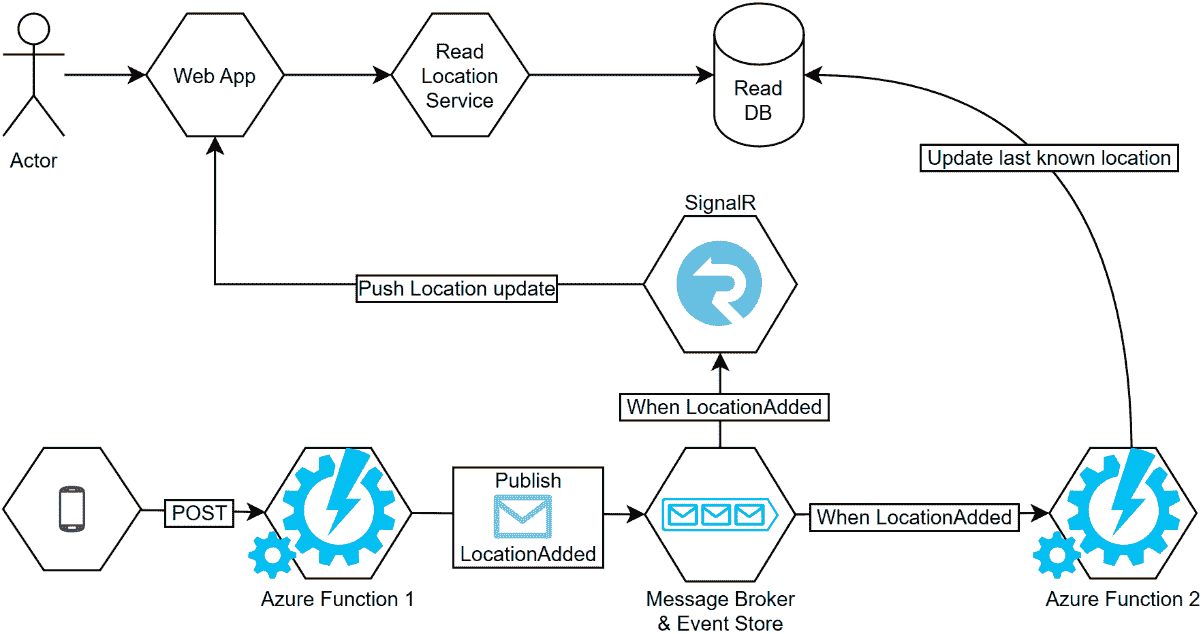 Actor
Web App
Read
Location
Service
Read
DB
Update last known location
SignalR
Push Location update
When LocationAdded
POST
Azure Function 1
Publish
LocationAdded
Message Broker
& Event Store
When LocationAdded
Azure Function 2